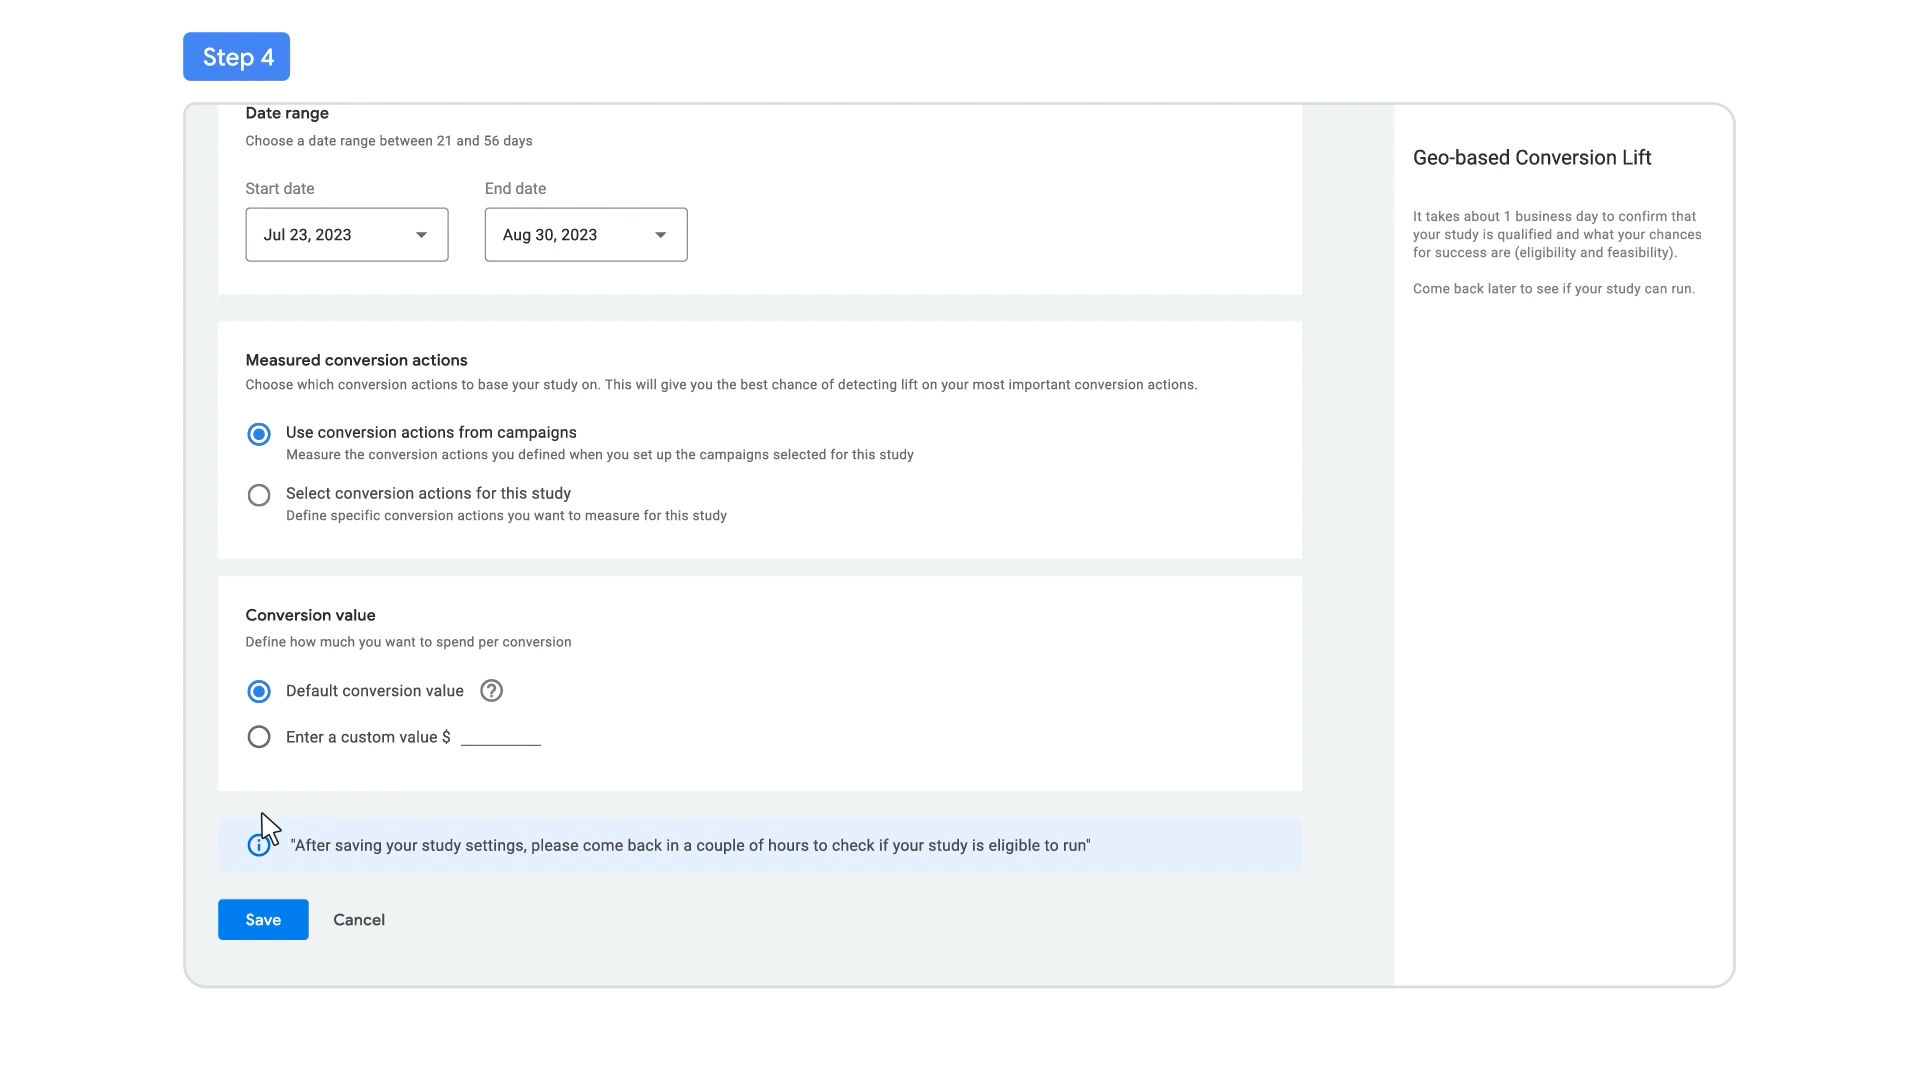 Step 4
Date range
Choose a date range between 21 and 56 days
Start date
End date
Jul 23, 2023
Aug 30, 2023
Measured conversion actions
Choose which conversion actions to base your study on. This will give you the best chance of detecting lift on your most important conversion actions.
Use conversion actions from campaigns
Measure the conversion actions you defined when you set up the campaigns selected for this study
Select conversion actions for this study
Define specific conversion actions you want to measure for this study
Conversion value
Define how much you want to spend per conversion
Default conversion value ?
Enter a custom value $
"After saving your study settings, please come back in a couple of hours to check if your study is eligible to run"
Save
Cancel
Geo-based Conversion Lift
It takes about 1 business day to confirm that
your study is qualified and what your chances
for success are (eligibility and feasibility).
Come back later to see if your study can run.